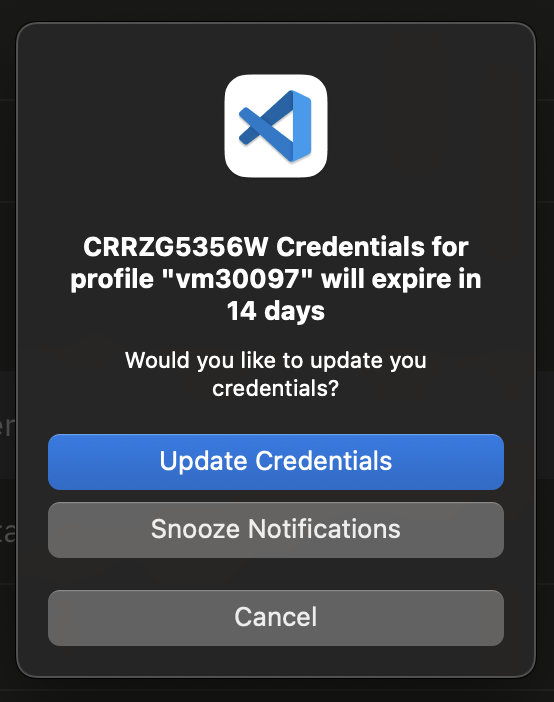 CRRZG5356W Credentials for
profile "vm30097" will expire in
14 days
Would you like to update you
credentials?
Update Credentials
Snooze Notifications
Cancel